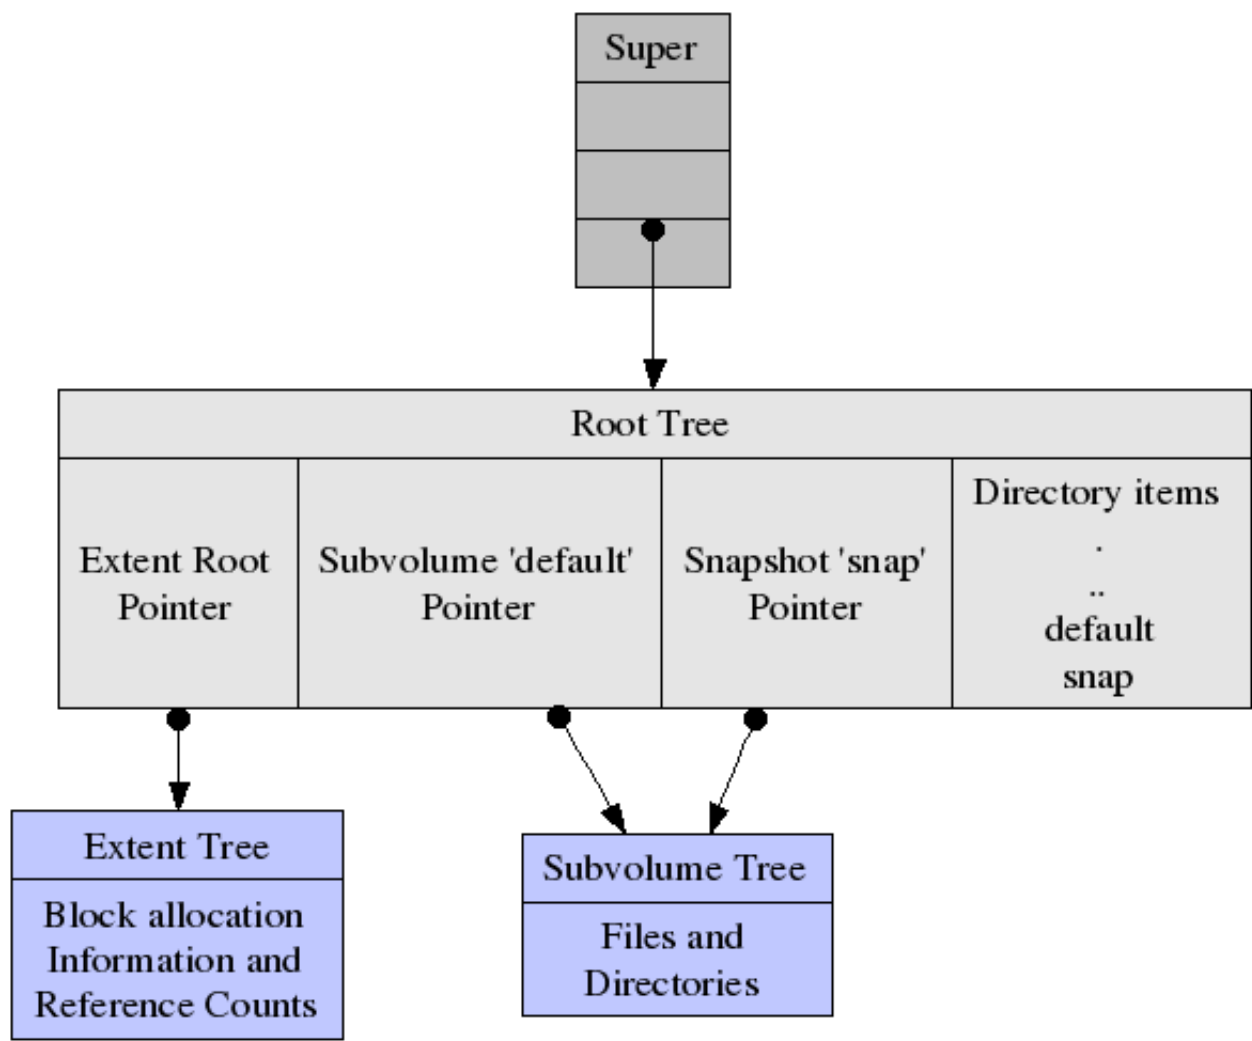 Super
Root Tree
Extent Root
Pointer
Subvolume 'default'
Pointer
Snapshot 'snap'
Pointer
Directory items
.
..
default
snap
Extent Tree
Block allocation
Information and
Reference Counts
Subvolume Tree
Files and
Directories